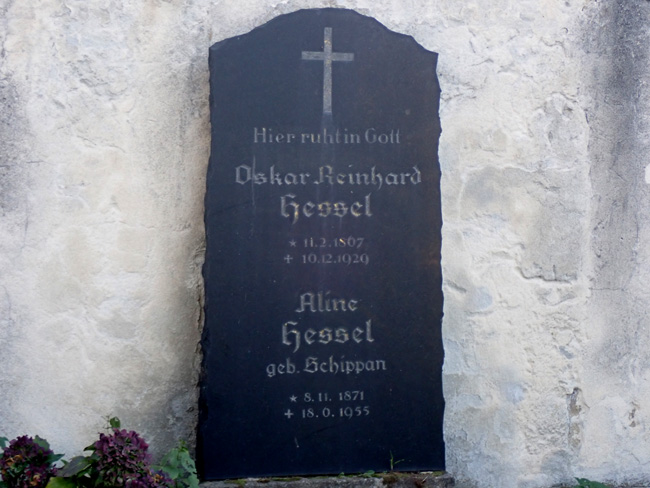 Hier ruht in Gott
Oskar Reinhard
Hessel
* 11.2.1867
+ 10.12.1929
Aline
Hessel
geb. Schippan
* 8.11. 1871
+ 18.6. 1955